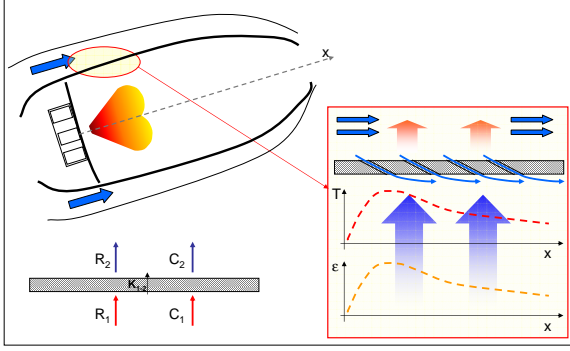 x
T
x
R₂ C₂
K₁₋₂
ε
R₁ C₁
x